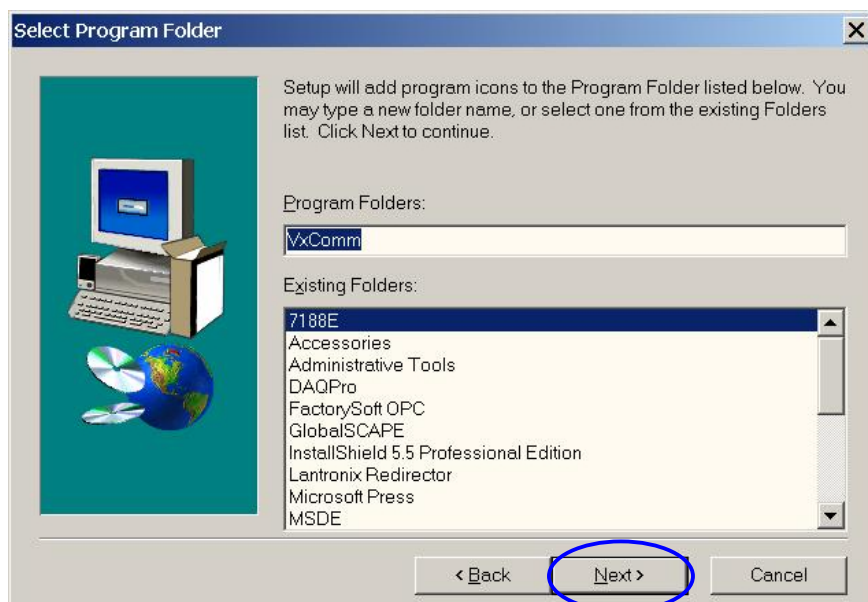 Select Program Folder
Setup will add program icons to the Program Folder listed below. You
may type a new folder name, or select one from the existing Folders
list. Click Next to continue.
Program Folders:
VxComm
Existing Folders:
7188E
Accessories
Administrative Tools
DAQPro
FactorySoft OPC
GlobalSCAPE
InstallShield 5.5 Professional Edition
Lantronix Redirector
Microsoft Press
MSDE
< Back
Next >
Cancel